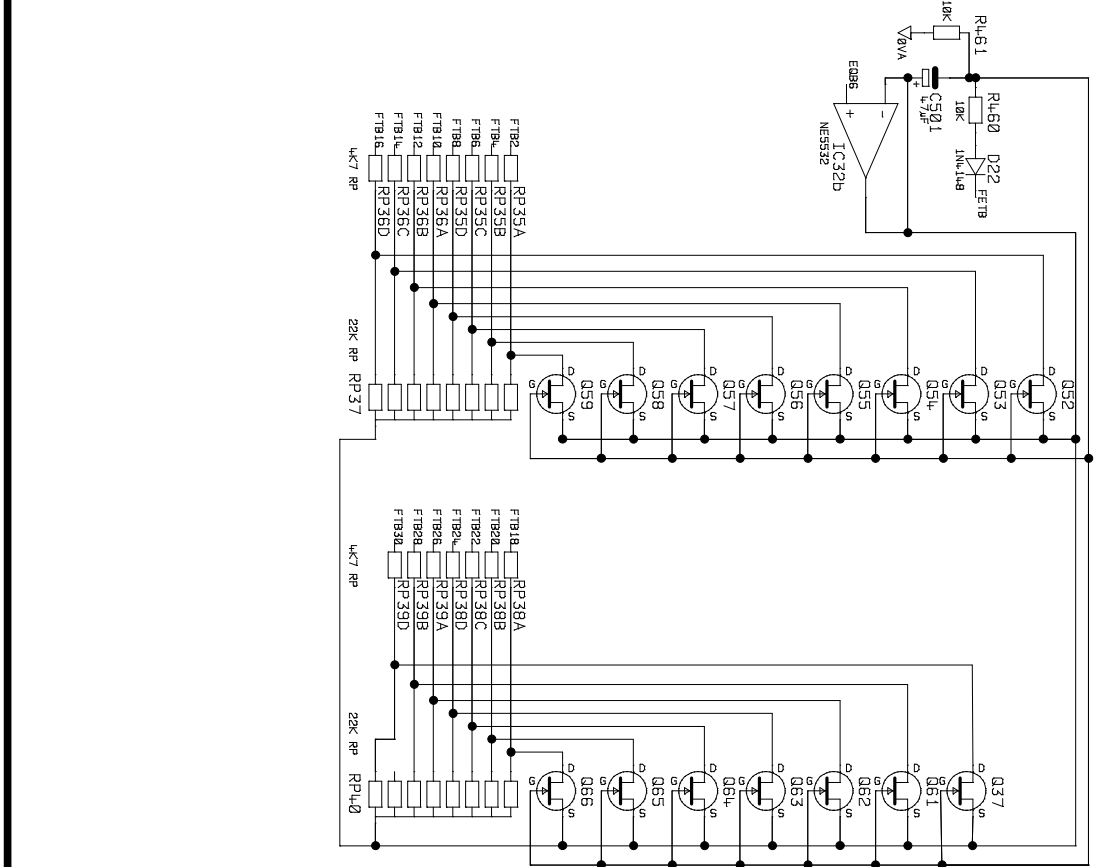 10K
R461
0VA
EQB6
+
C501
47uF
R460
10K
D22
1N4148
FETB
+
-
IC32b
NE5532
FTB16
FTB14
FTB12
FTB10
FTB8
FTB6
FTB4
FTB2
4K7 RP
RP36D
RP36C
RP36B
RP36A
RP35D
RP35C
RP35B
RP35A
22K RP
RP37
D
G
S
Q59
D
G
S
Q58
D
G
S
Q57
D
G
S
Q56
D
G
S
Q55
D
G
S
Q54
D
G
S
Q53
D
G
S
Q52
FTB30
FTB28
FTB26
FTB24
FTB22
FTB20
FTB18
4K7 RP
RP39D
RP39B
RP39A
RP38D
RP38C
RP38B
RP38A
22K RP
RP40
D
G
S
Q66
D
G
S
Q65
D
G
S
Q64
D
G
S
Q63
D
G
S
Q62
D
G
S
Q61
D
G
S
Q37